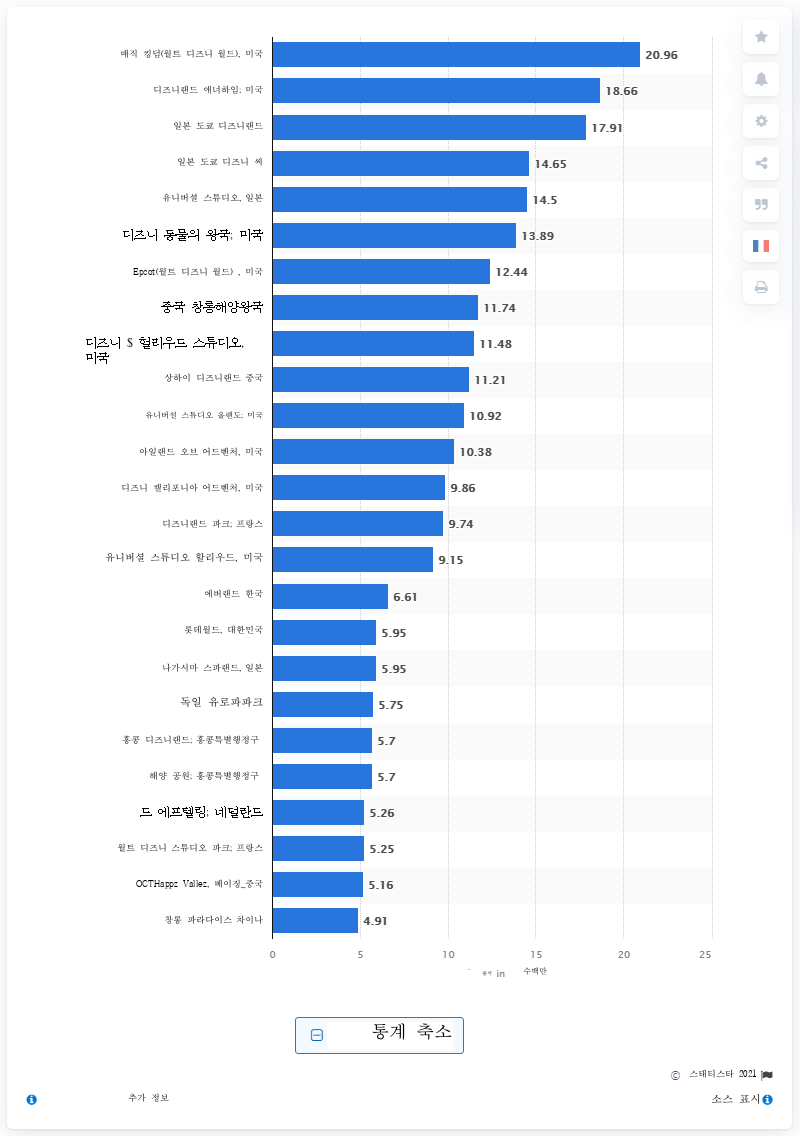 매직 킹덤(월트 디즈니 월드), 미국 20.96
디즈니랜드 애너하임; 미국 18.66
일본 도쿄 디즈니랜드 17.91
일본 도쿄 디즈니 씨 14.65
유니버셜 스튜디오, 일본 14.5
디즈니 동물의 왕국; 미국 13.89
Epcot(월트 디즈니 월드) , 미국 12.44
중국 창롱해양왕국 11.74
디즈니 S 헐리우드 스튜디오, 11.48
미국
상하이 디즈니랜드 중국 11.21
유니버셜 스튜디오 올랜도; 미국 10.92
아일랜드 오브 어드벤처, 미국 10.38
디즈니 캘리포니아 어드벤처, 미국 9.86
디즈니랜드 파크; 프랑스 9.74
유니버셜 스튜디오 할리우드, 미국 9.15
에버랜드 한국 6.61
롯데월드, 대한민국 5.95
나가시마 스파랜드, 일본 5.95
독일 유로파파크 5.75
홍콩 디즈니랜드; 홍콩특별행정구 5.7
해양 공원; 홍콩특별행정구 5.7
드 에프텔링; 네덜란드 5.26
월트 디즈니 스튜디오 파크; 프랑스 5.25
OCTHappz Vallez, 베이징_중국 5.16
창롱 파라다이스 차이나 4.91
0 5 10 15 20 25
in 수백만
통계 축소
© 스태티스타 2021
추가 정보
소스 표시